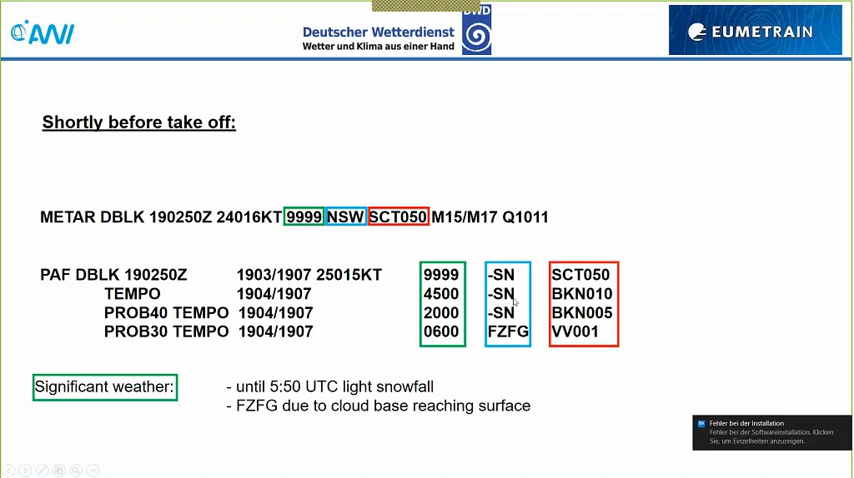 AWI
Deutscher Wetterdienst
Wetter und Klima aus einer Hand
DWD
EUMETRAIN
Shortly before take off:
METAR DBLK 190250Z 24016KT 9999 NSW SCT050 M15/M17 Q1011
PAF DBLK 190250Z 1903/1907 25015KT 9999 -SN SCT050
TEMPO 1904/1907 4500 -SN BKN010
PROB40 TEMPO 1904/1907 2000 -SN BKN005
PROB30 TEMPO 1904/1907 0600 FZFG VV001
Significant weather: - until 5:50 UTC light snowfall
- FZFG due to cloud base reaching surface
Fehler bei der Installation
Fehler bei der Softwareinstallation. Klicken
Sie, um Einzelheiten anzuzeigen.